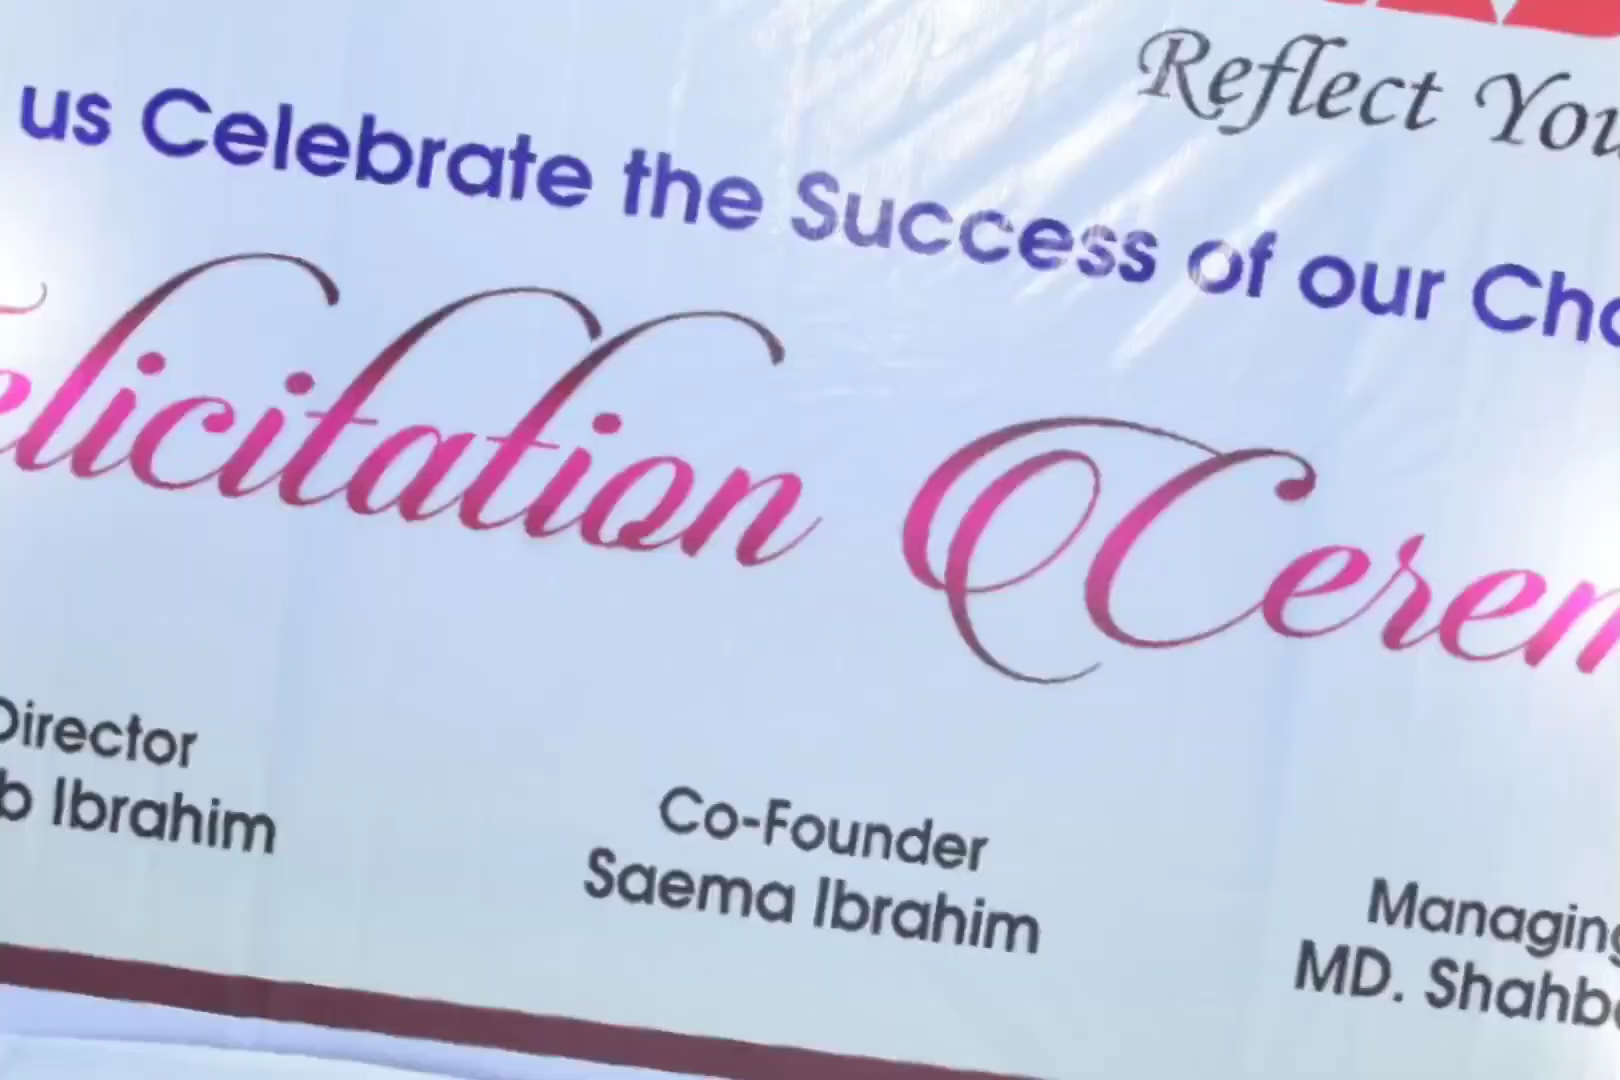 Reflect You
us Celebrate the Success of our Cha
elicitation Cerem
Director
b Ibrahim
Co-Founder
Saema Ibrahim
Managing
MD. Shahb